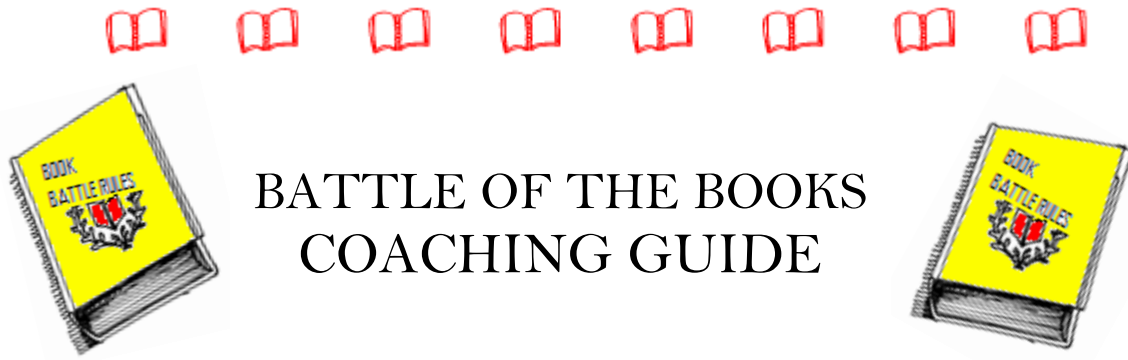 BOOK
BATTLE RULES
BATTLE OF THE BOOKS
COACHING GUIDE
BOOK
BATTLE RULES